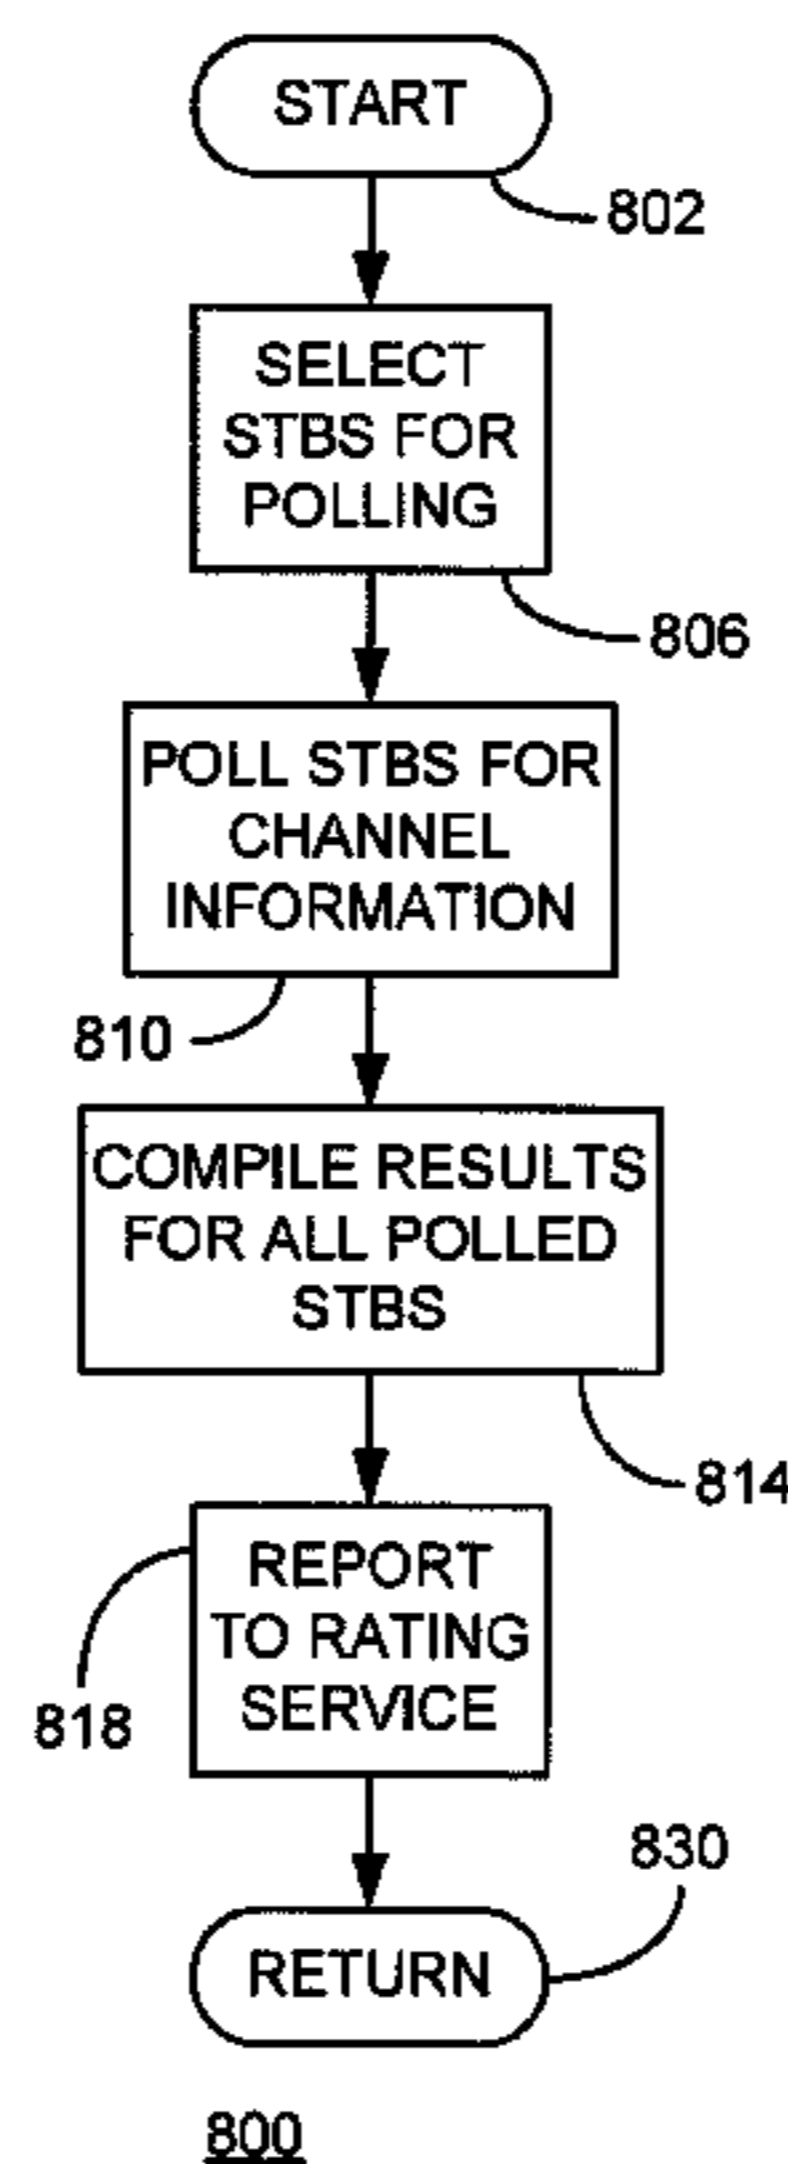 START
802
SELECT
STBS FOR
POLLING
806
POLL STBS FOR
CHANNEL
INFORMATION
810
COMPILE RESULTS
FOR ALL POLLED
STBS
814
REPORT
TO RATING
SERVICE
818
830
RETURN
800